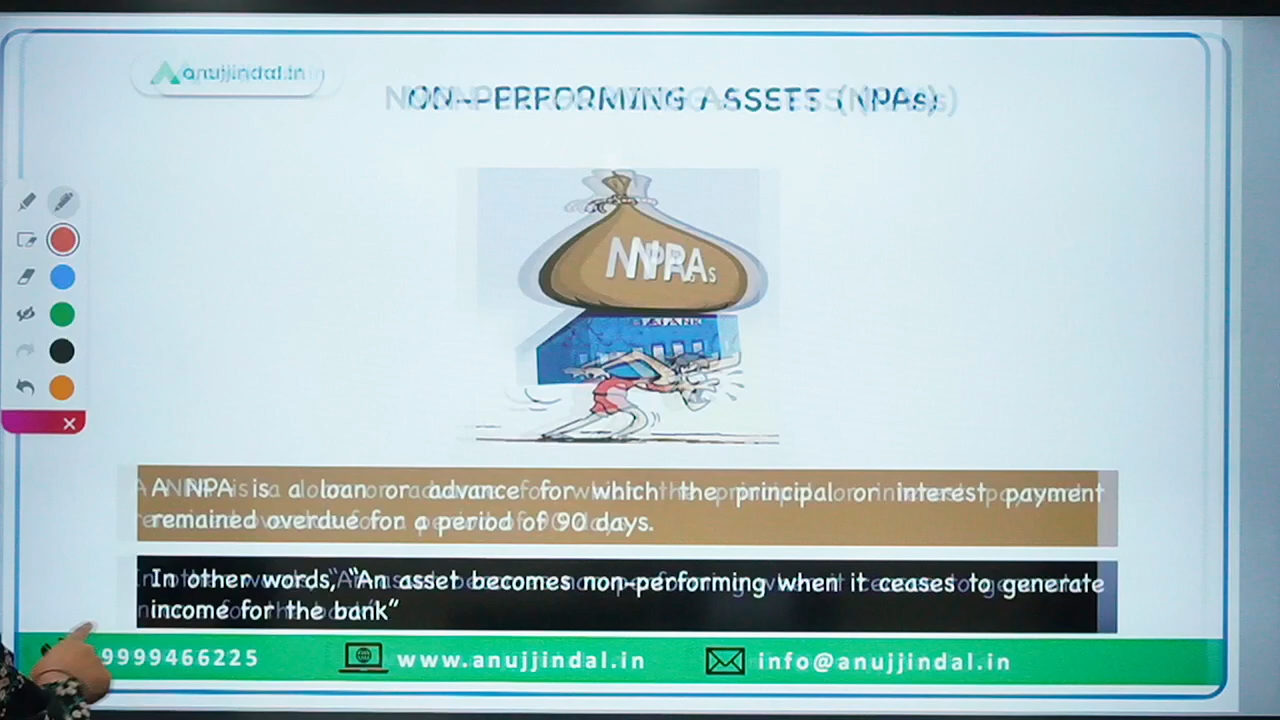 anujjindal.in
NON-PERFORMING ASSETS (NPAs)
NPAs
BANK
A NPA is a loan or advance for which the principal or interest payment
remained overdue for a period of 90 days.
In other words, "An asset becomes non-performing when it ceases to generate
income for the bank"
9999466225
www.anujjindal.in
info@anujjindal.in